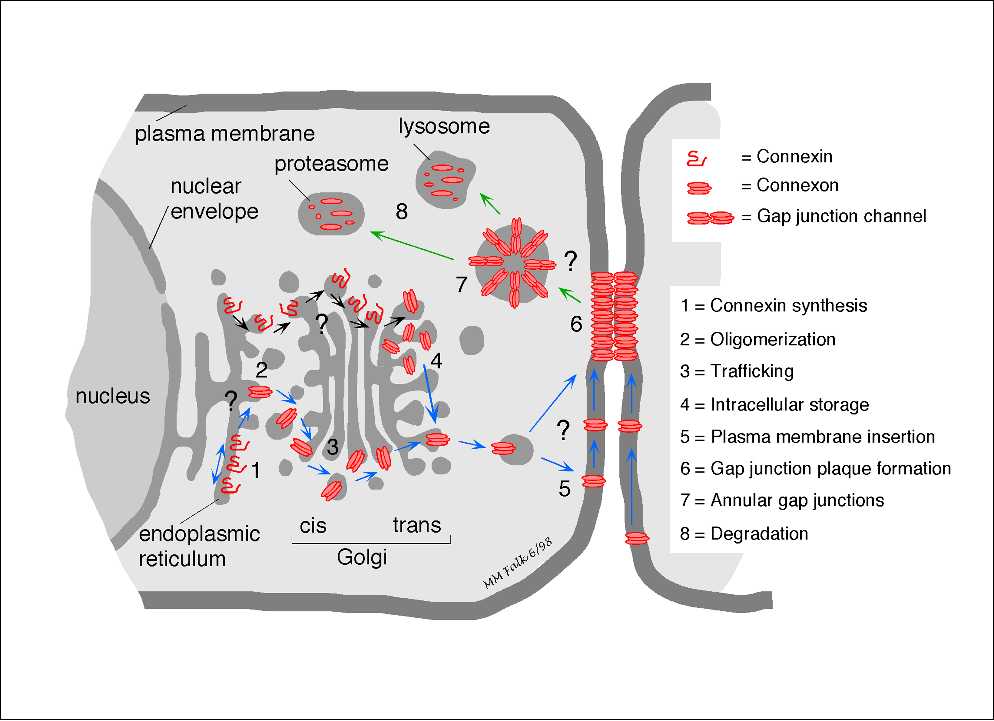 plasma membrane
lysosome
proteasome
nuclear
envelope
8
= Connexin
= Connexon
= Gap junction channel
?
7
6
?
4
2
?
nucleus
3
?
1
5
endoplasmic
reticulum
cis
trans
Golgi
MM Falk 6/98
1 = Connexin synthesis
2 = Oligomerization
3 = Trafficking
4 = Intracellular storage
5 = Plasma membrane insertion
6 = Gap junction plaque formation
7 = Annular gap junctions
8 = Degradation